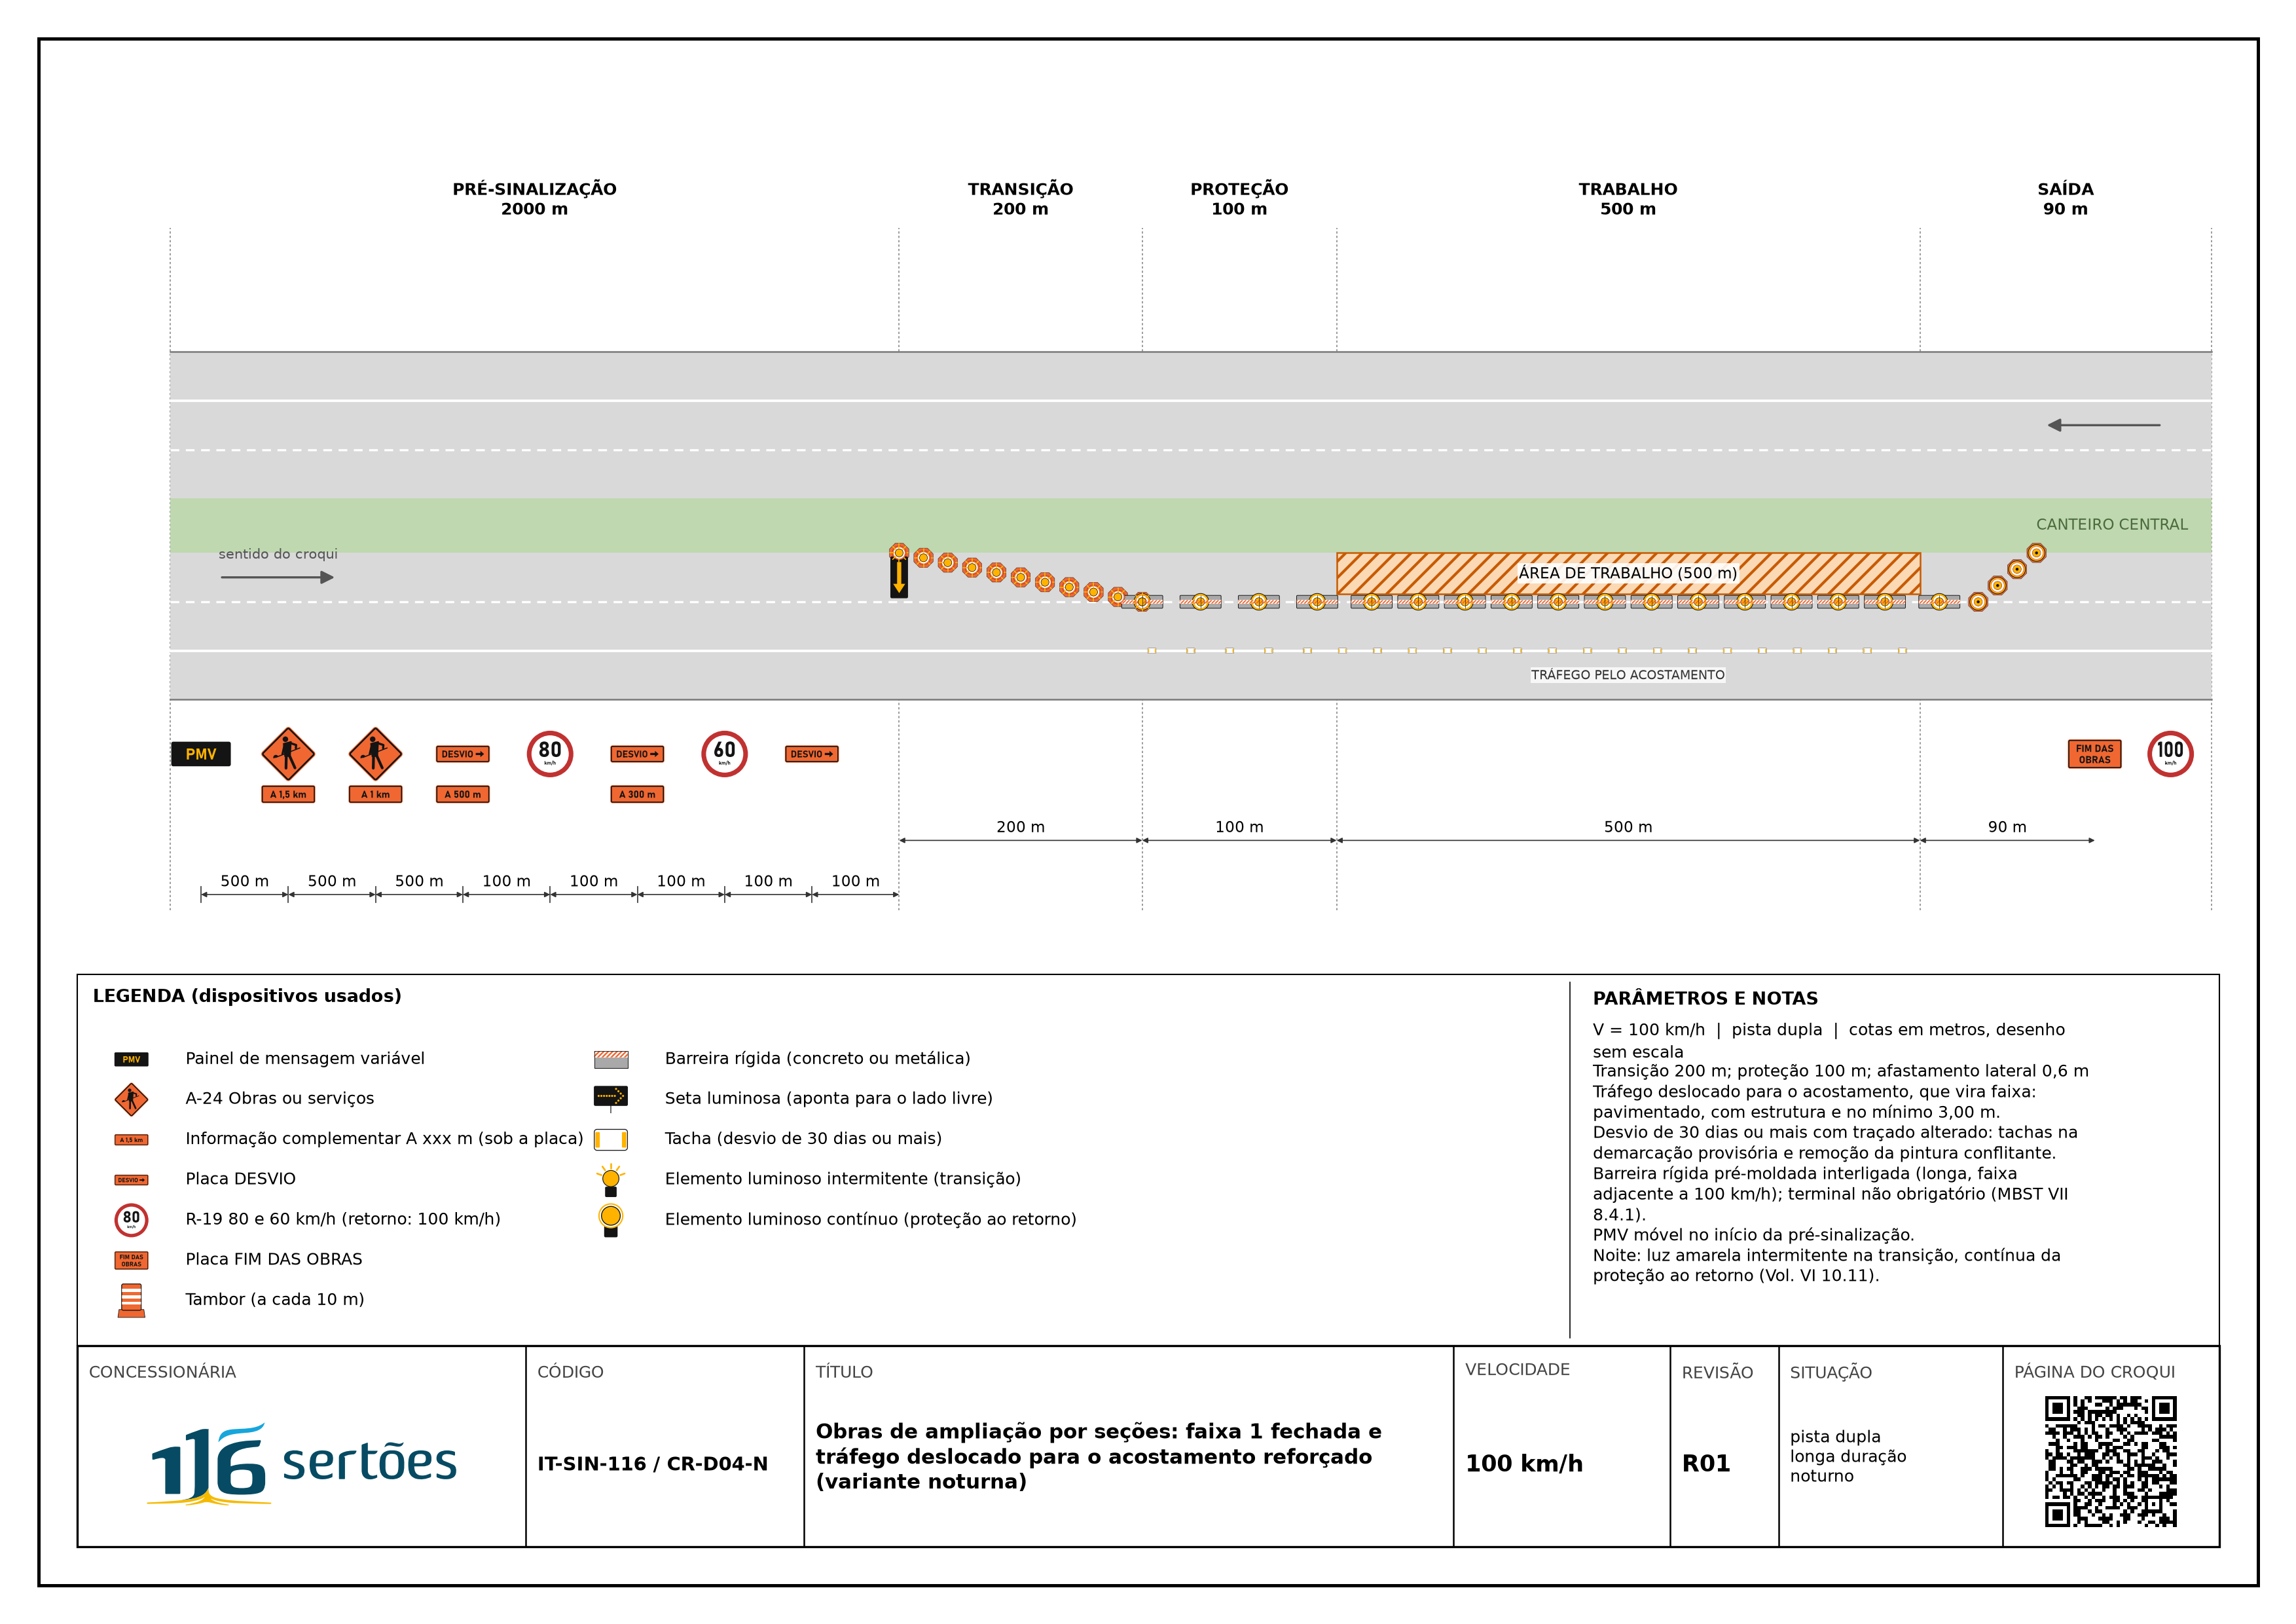 PRÉ-SINALIZAÇÃO
2000 m
TRANSIÇÃO
200 m
PROTEÇÃO
100 m
TRABALHO
500 m
SAÍDA
90 m
CANTEIRO CENTRAL
sentido do croqui
ÁREA DE TRABALHO (500 m)
TRÁFEGO PELO ACOSTAMENTO
PMV
A 1,5 km
A 1 km
DESVIO
A 500 m
80
km/h
DESVIO
A 300 m
60
km/h
DESVIO
FIM DAS
OBRAS
100
km/h
200 m
100 m
500 m
90 m
500 m
500 m
500 m
100 m
100 m
100 m
100 m
100 m
LEGENDA (dispositivos usados)
PMV
Painel de mensagem variável
A-24 Obras ou serviços
A 1,5 km
Informação complementar A xxx m (sob a placa)
DESVIO
Placa DESVIO
80
km/h
R-19 80 e 60 km/h (retorno: 100 km/h)
FIM DAS
OBRAS
Placa FIM DAS OBRAS
Tambor (a cada 10 m)
Barreira rígida (concreto ou metálica)
Seta luminosa (aponta para o lado livre)
Tacha (desvio de 30 dias ou mais)
Elemento luminoso intermitente (transição)
Elemento luminoso contínuo (proteção ao retorno)
PARÂMETROS E NOTAS
V = 100 km/h | pista dupla | cotas em metros, desenho
sem escala
Transição 200 m; proteção 100 m; afastamento lateral 0,6 m
Tráfego deslocado para o acostamento, que vira faixa:
pavimentado, com estrutura e no mínimo 3,00 m.
Desvio de 30 dias ou mais com traçado alterado: tachas na
demarcação provisória e remoção da pintura conflitante.
Barreira rígida pré-moldada interligada (longa, faixa
adjacente a 100 km/h); terminal não obrigatório (MBST VII
8.4.1).
PMV móvel no início da pré-sinalização.
Noite: luz amarela intermitente na transição, contínua da
proteção ao retorno (Vol. VI 10.11).
CONCESSIONÁRIA
116 sertões
CÓDIGO
IT-SIN-116 / CR-D04-N
TÍTULO
Obras de ampliação por seções: faixa 1 fechada e
tráfego deslocado para o acostamento reforçado
(variante noturna)
VELOCIDADE
100 km/h
REVISÃO
R01
SITUAÇÃO
pista dupla
longa duração
noturno
PÁGINA DO CROQUI